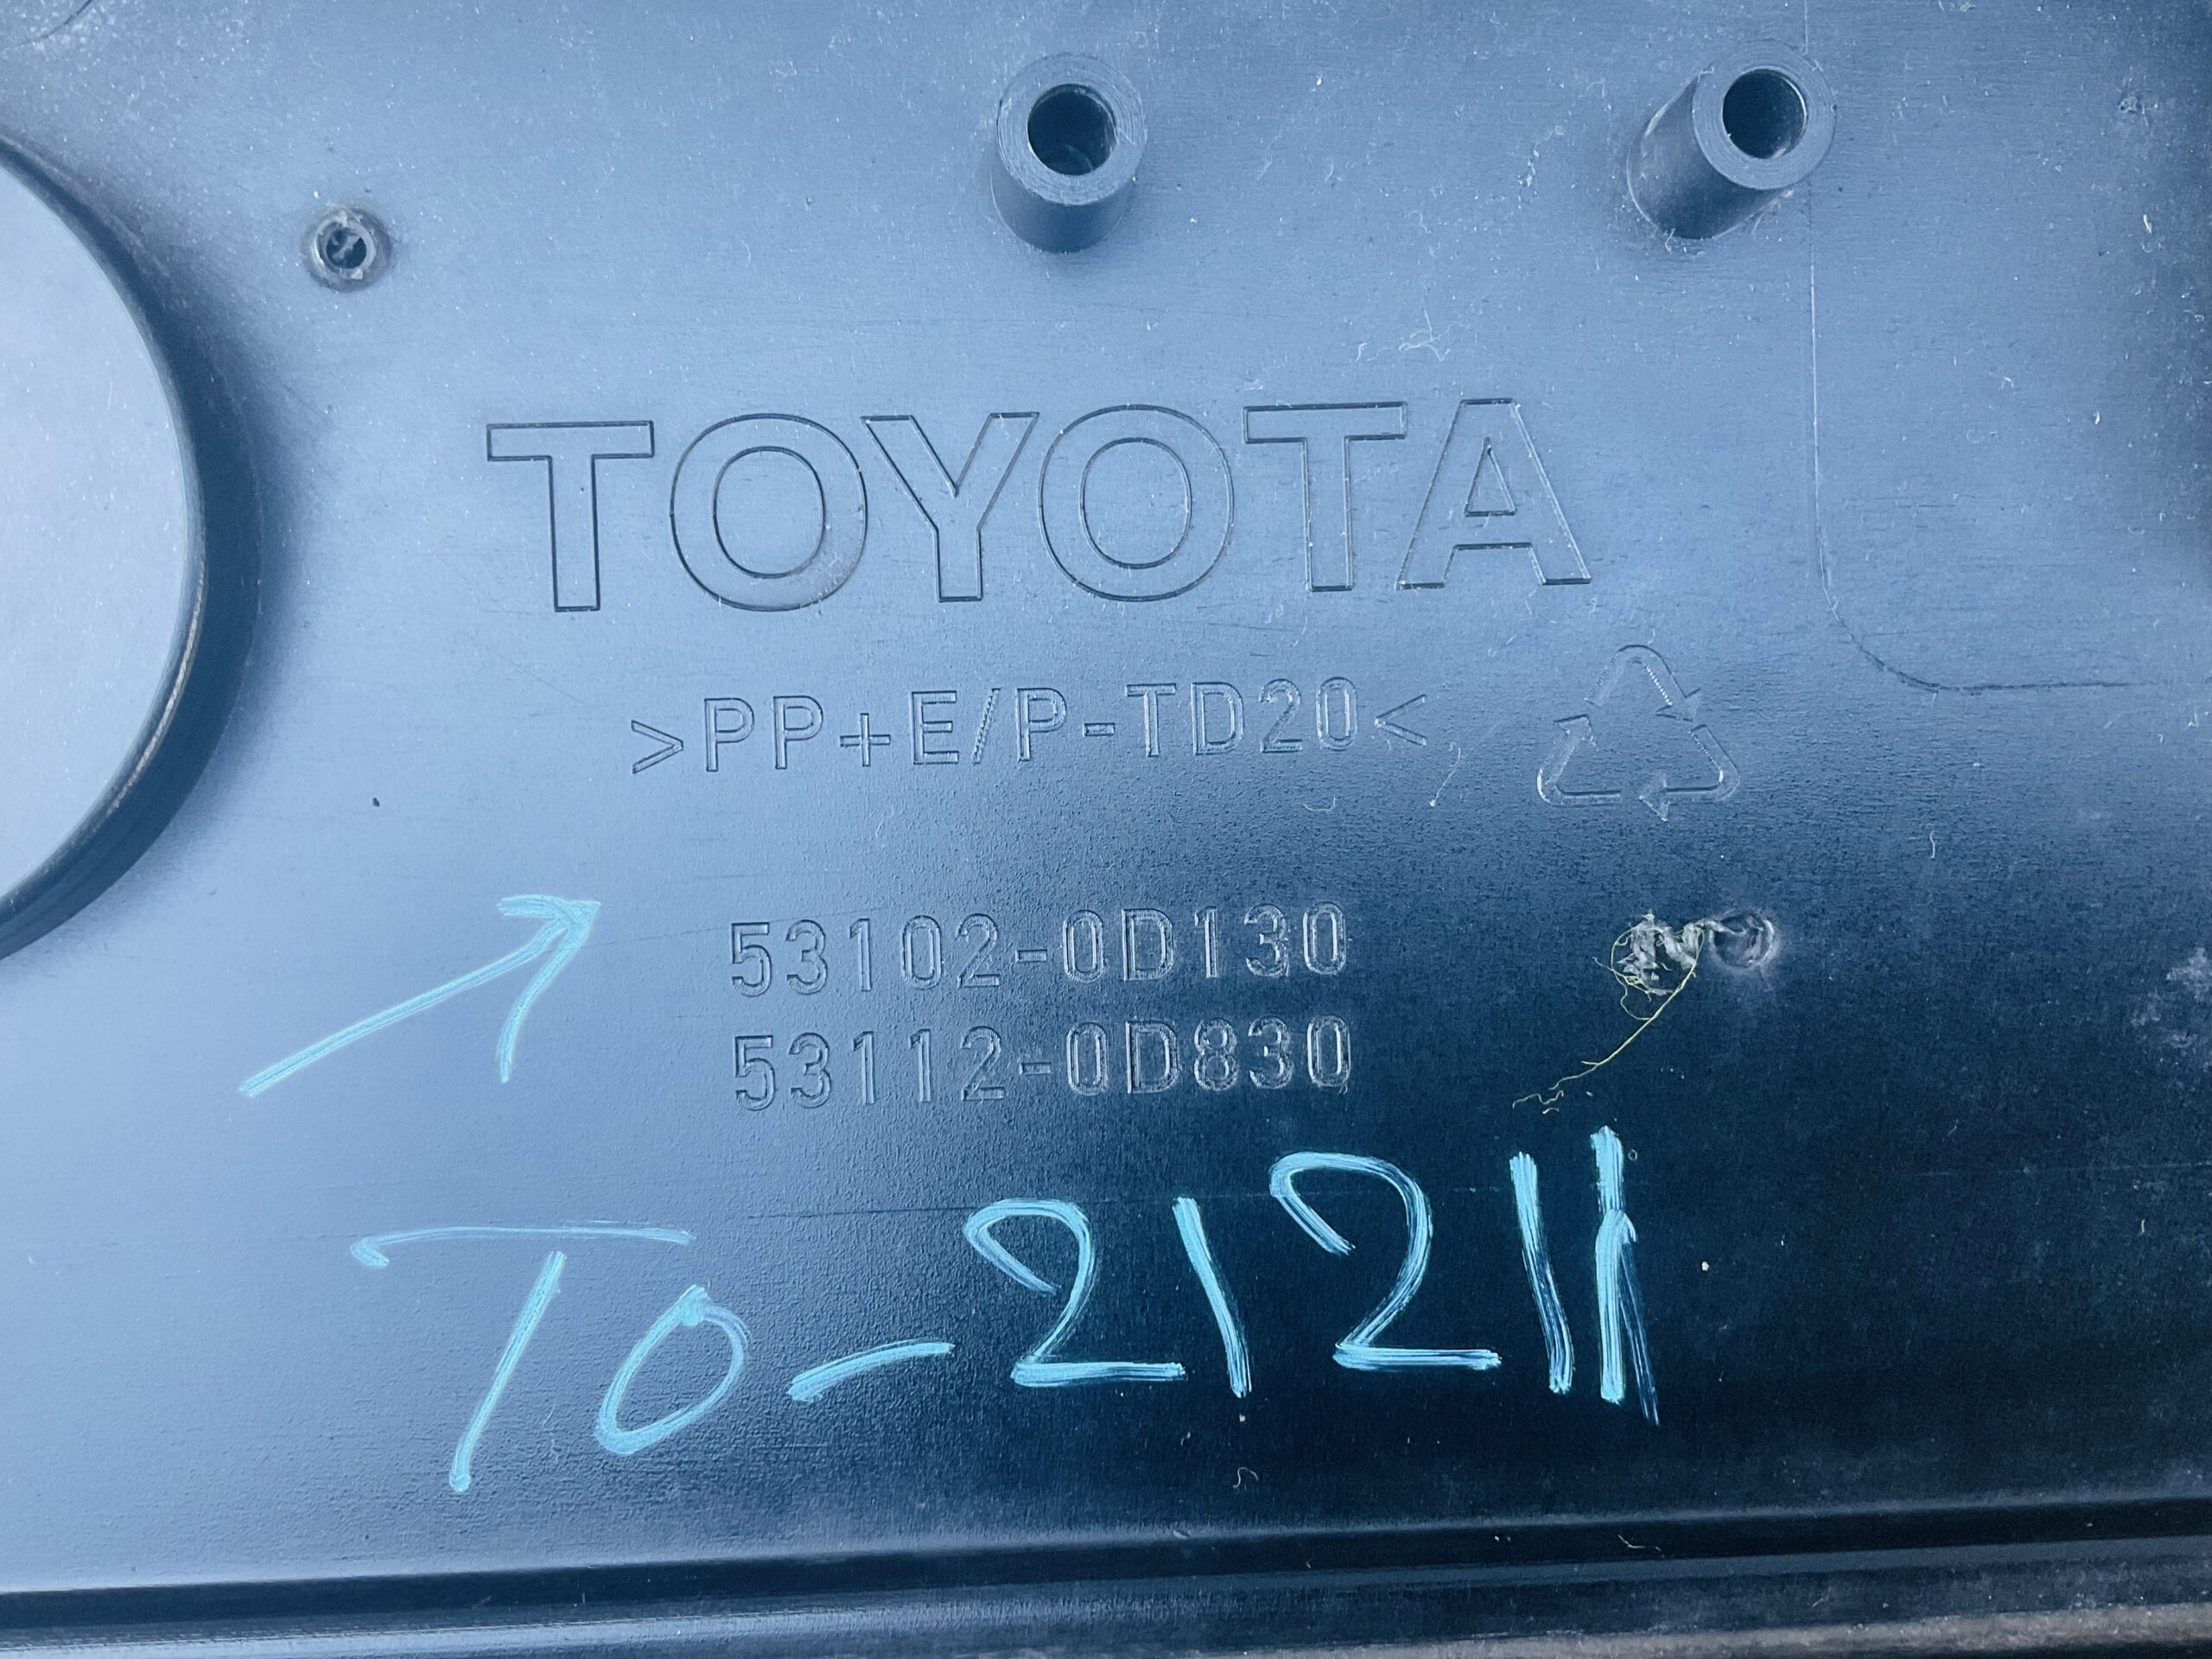 TOYOTA
>PP+E/P-TD20<
53102-0D130
53112-0D830
TO-21211